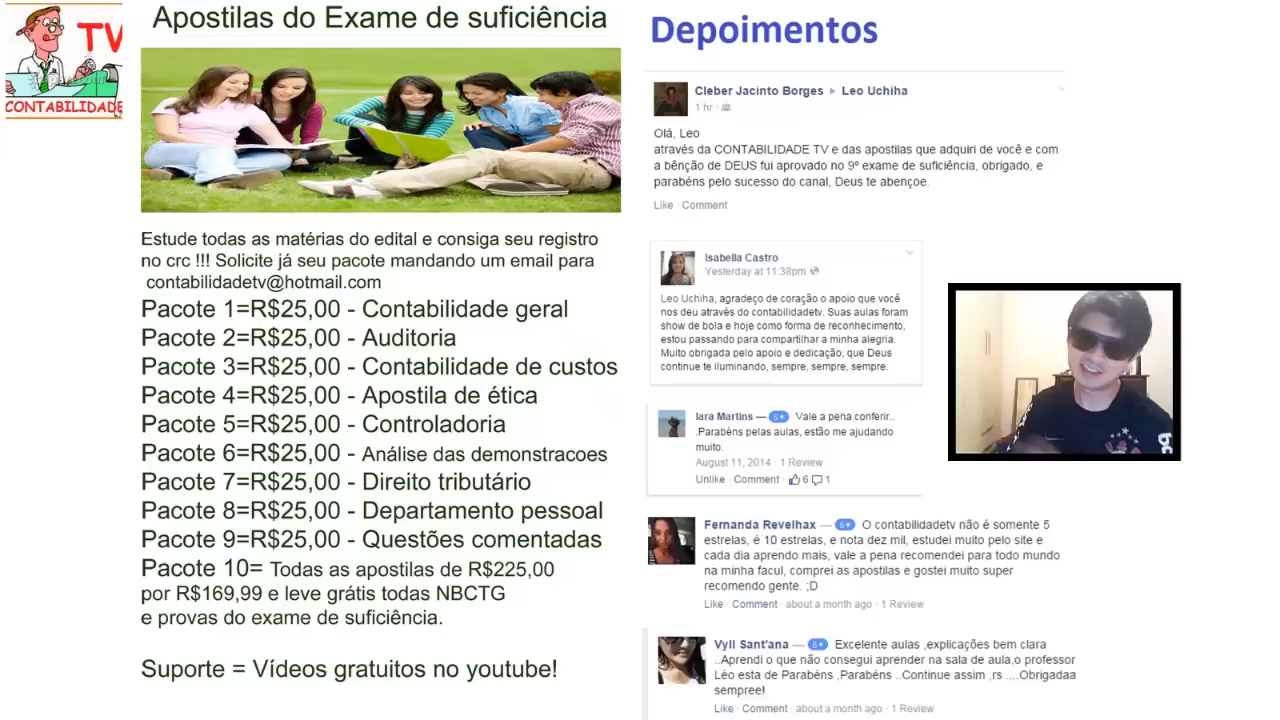 TV
CONTABILIDADE
Apostilas do Exame de suficiência
Estude todas as matérias do edital e consiga seu registro
no crc !!! Solicite já seu pacote mandando um email para
contabilidadetv@hotmail.com
Pacote 1=R$25,00 - Contabilidade geral
Pacote 2=R$25,00 - Auditoria
Pacote 3=R$25,00 - Contabilidade de custos
Pacote 4=R$25,00 - Apostila de ética
Pacote 5=R$25,00 - Controladoria
Pacote 6=R$25,00 - Análise das demonstracoes
Pacote 7=R$25,00 - Direito tributário
Pacote 8=R$25,00 - Departamento pessoal
Pacote 9=R$25,00 - Questões comentadas
Pacote 10= Todas as apostilas de R$225,00
por R$169,99 e leve grátis todas NBCTG
e provas do exame de suficiência.
Suporte = Vídeos gratuitos no youtube!
Depoimentos
Cleber Jacinto Borges ▸ Leo Uchiha
1 hr ·
Olá, Leo
através da CONTABILIDADE TV e das apostilas que adquiri de você e com
a bênção de DEUS fui aprovado no 9º exame de suficiência, obrigado, e
parabéns pelo sucesso do canal, Deus te abençoe.
Like · Comment
Isabella Castro
Yesterday at 11:38pm ·
Leo Uchiha, agradeço de coração o apoio que você
nos deu através do contabilidadetv. Suas aulas foram
show de bola e hoje como forma de reconhecimento,
estou passando para compartilhar a minha alegria.
Muito obrigada pelo apoio e dedicação, que Deus
continue te iluminando, sempre, sempre, sempre.
Iara Martins — 5★ Vale a pena conferir..
.Parabéns pelas aulas, estão me ajudando
muito.
August 11, 2014 · 1 Review
Unlike · Comment · 6 1
Fernanda Revelhax — 5★ O contabilidadetv não é somente 5
estrelas, é 10 estrelas, e nota dez mil, estudei muito pelo site e
cada dia aprendo mais, vale a pena recomendei para todo mundo
na minha facul, comprei as apostilas e gostei muito super
recomendo gente. ;D
Like · Comment · about a month ago · 1 Review
Vyll Sant'ana — 5★ Excelente aulas ,explicações bem clara
..Aprendi o que não consegui aprender na sala de aula,o professor
Léo esta de Parabéns ,Parabéns ..Continue assim ,rs ....Obrigadaa
sempree!
Like · Comment · about a month ago · 1 Review